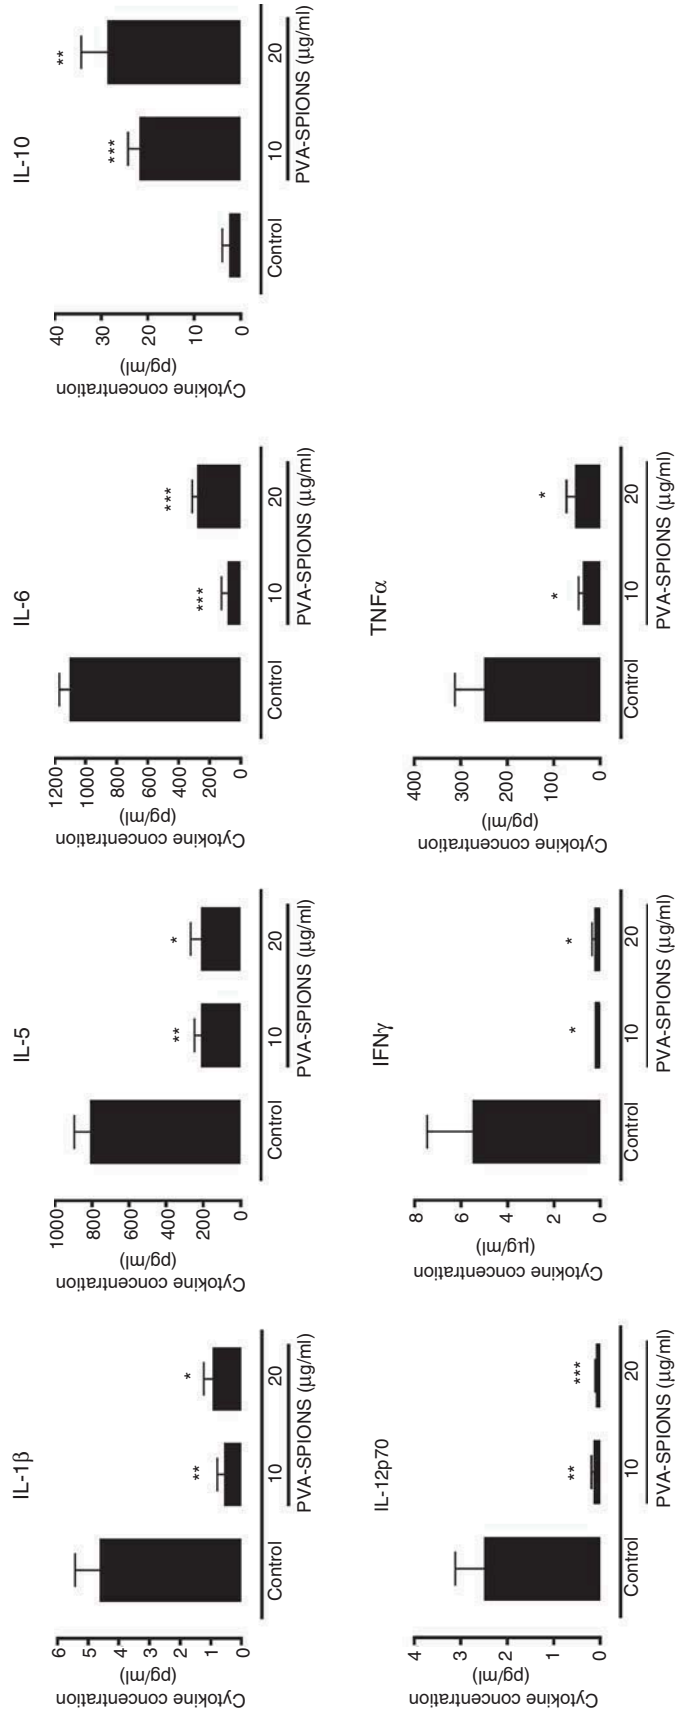 IL-1β
Cytokine concentration
(pg/ml)
6
5
4
3
2
1
0
**
*
Control
10
20
PVA-SPIONS (µg/ml)
IL-5
Cytokine concentration
(pg/ml)
1000
800
600
400
200
0
**
*
Control
10
20
PVA-SPIONS (µg/ml)
IL-6
Cytokine concentration
(pg/ml)
1200
1000
800
600
400
200
0
***
***
Control
10
20
PVA-SPIONS (µg/ml)
IL-10
Cytokine concentration
(pg/ml)
40
30
20
10
0
***
**
Control
10
20
PVA-SPIONS (µg/ml)
IL-12p70
Cytokine concentration
(pg/ml)
4
3
2
1
0
**
***
Control
10
20
PVA-SPIONS (µg/ml)
IFNγ
Cytokine concentration
(µg/ml)
8
6
4
2
0
*
*
Control
10
20
PVA-SPIONS (µg/ml)
TNFα
Cytokine concentration
(pg/ml)
400
300
200
100
0
*
*
Control
10
20
PVA-SPIONS (µg/ml)